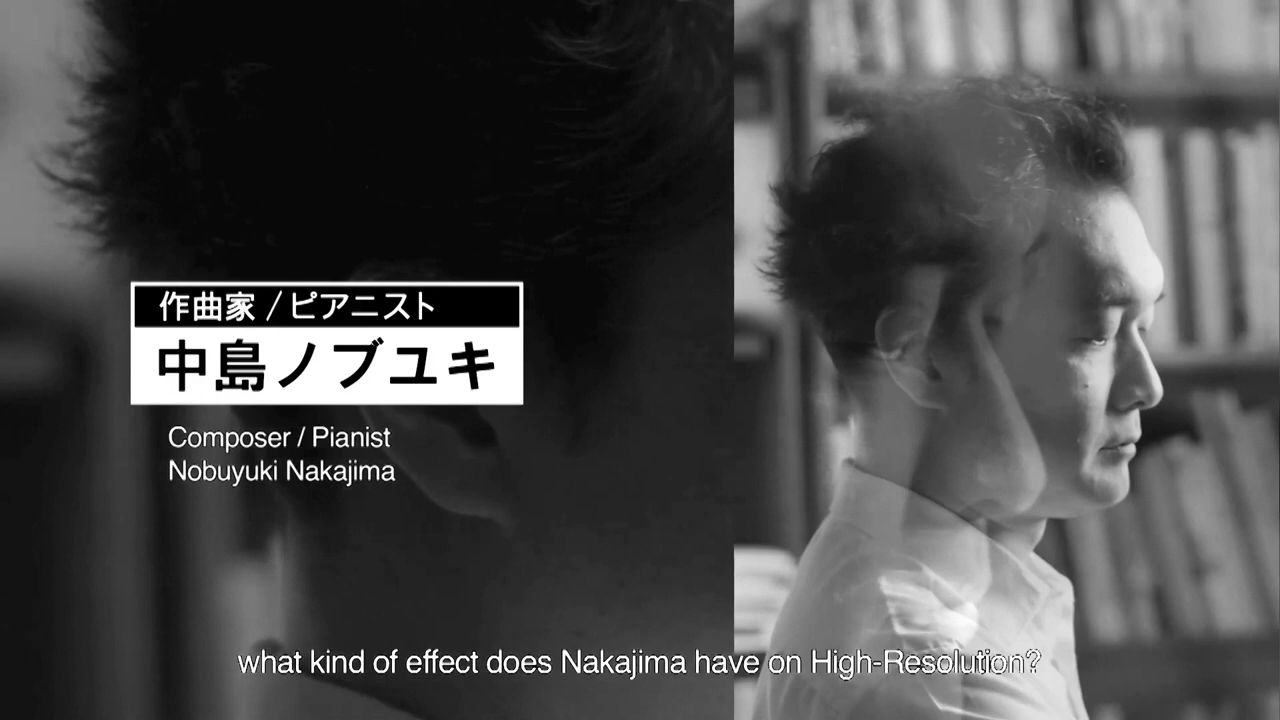 作曲家 / ピアニスト
中島ノブユキ
Composer / Pianist
Nobuyuki Nakajima
what kind of effect does Nakajima have on High-Resolution?